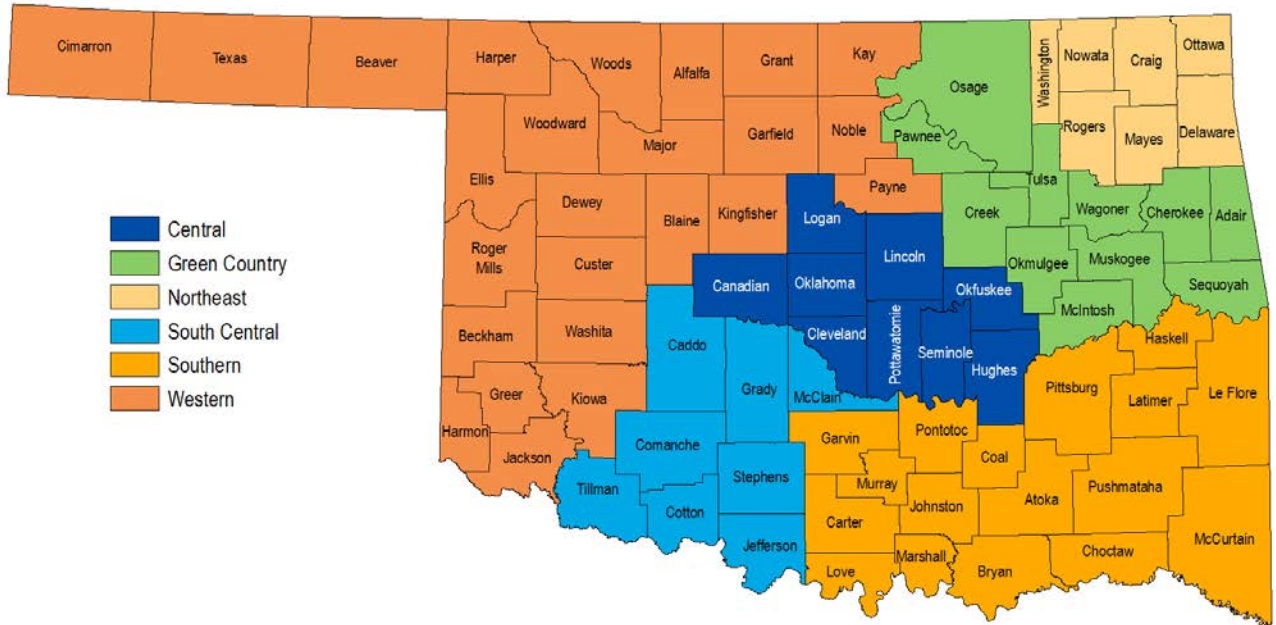 Cimarron
Texas
Beaver
Harper
Woods
Alfalfa
Grant
Kay
Osage
Washington
Nowata
Craig
Ottawa
Woodward
Major
Garfield
Noble
Pawnee
Rogers
Mayes
Delaware
Ellis
Dewey
Blaine
Kingfisher
Logan
Payne
Creek
Tulsa
Wagoner
Cherokee
Adair
Roger
Mills
Custer
Canadian
Oklahoma
Lincoln
Okfuskee
Okmulgee
Muskogee
Sequoyah
McIntosh
Central
Green Country
Northeast
South Central
Southern
Western
Beckham
Washita
Caddo
Grady
Cleveland
Pottawatomie
Seminole
Hughes
Haskell
Pittsburg
Latimer
Le Flore
McClain
Greer
Kiowa
Harmon
Jackson
Comanche
Garvin
Pontotoc
Coal
Tillman
Stephens
Murray
Cotton
Carter
Johnston
Atoka
Pushmataha
McCurtain
Jefferson
Love
Marshall
Bryan
Choctaw